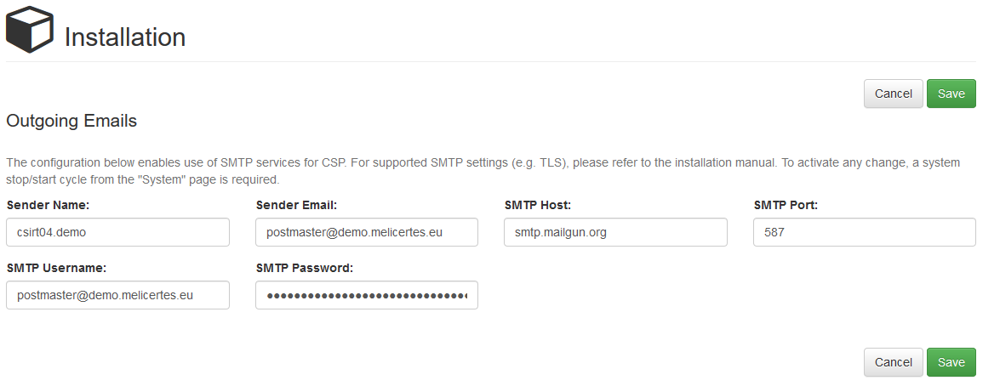 Installation
Cancel Save
Outgoing Emails
The configuration below enables use of SMTP services for CSP. For supported SMTP settings (e.g. TLS), please refer to the installation manual. To activate any change, a system
stop/start cycle from the "System" page is required.
Sender Name: Sender Email: SMTP Host: SMTP Port:
csirt04.demo postmaster@demo.melicertes.eu smtp.mailgun.org 587
SMTP Username: SMTP Password:
postmaster@demo.melicertes.eu ●●●●●●●●●●●●●●●●●●●●●●●●●●●●●●
Cancel Save